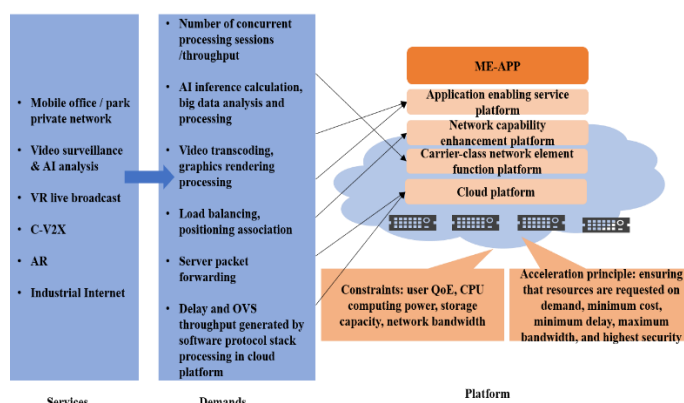 Mobile office / park
private network
Video surveillance
& AI analysis
VR live broadcast
C-V2X
AR
Industrial Internet
Number of concurrent
processing sessions
/throughput
AI inference calculation,
big data analysis and
processing
Video transcoding,
graphics rendering
processing
Load balancing,
positioning association
Server packet
forwarding
Delay and OVS
throughput generated by
software protocol stack
processing in cloud
platform
ME-APP
Application enabling service
platform
Network capability
enhancement platform
Carrier-class network element
function platform
Cloud platform
Constraints: user QoE, CPU
computing power, storage
capacity, network bandwidth
Acceleration principle: ensuring
that resources are requested on
demand, minimum cost,
minimum delay, maximum
bandwidth, and highest security
Services
Demands
Platform